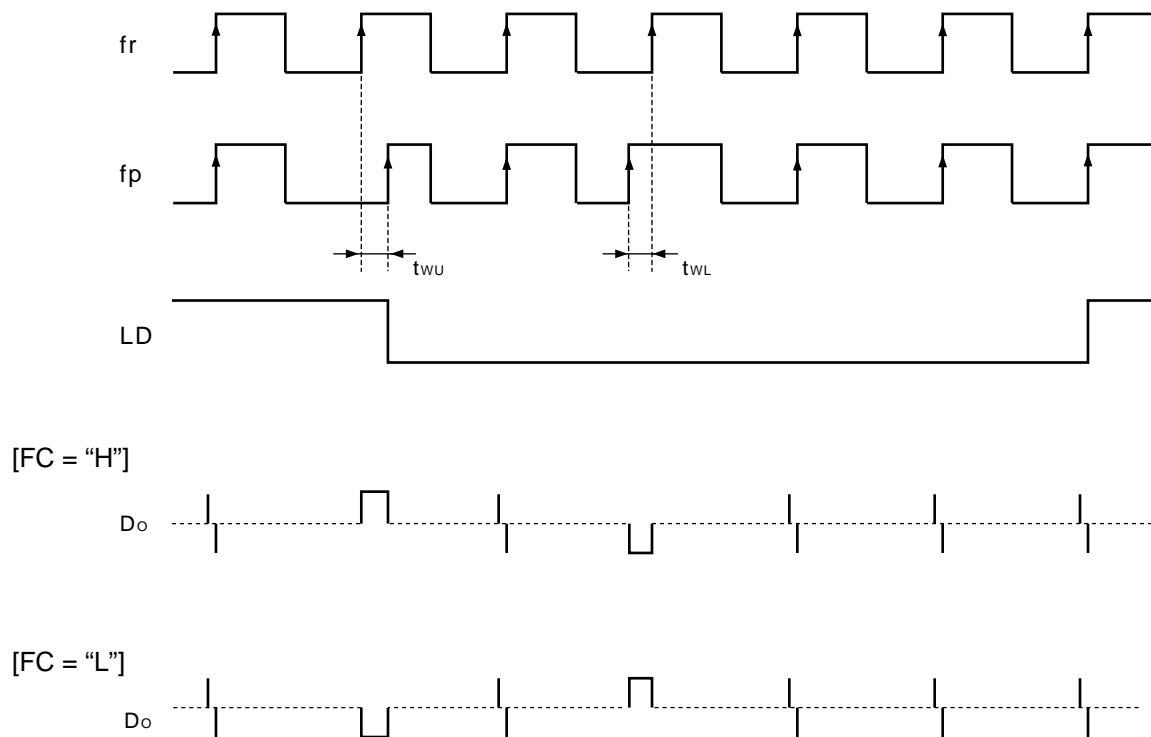 fr
fp
tWU tWL
LD
[FC = “H”]
Do
[FC = “L”]
Do